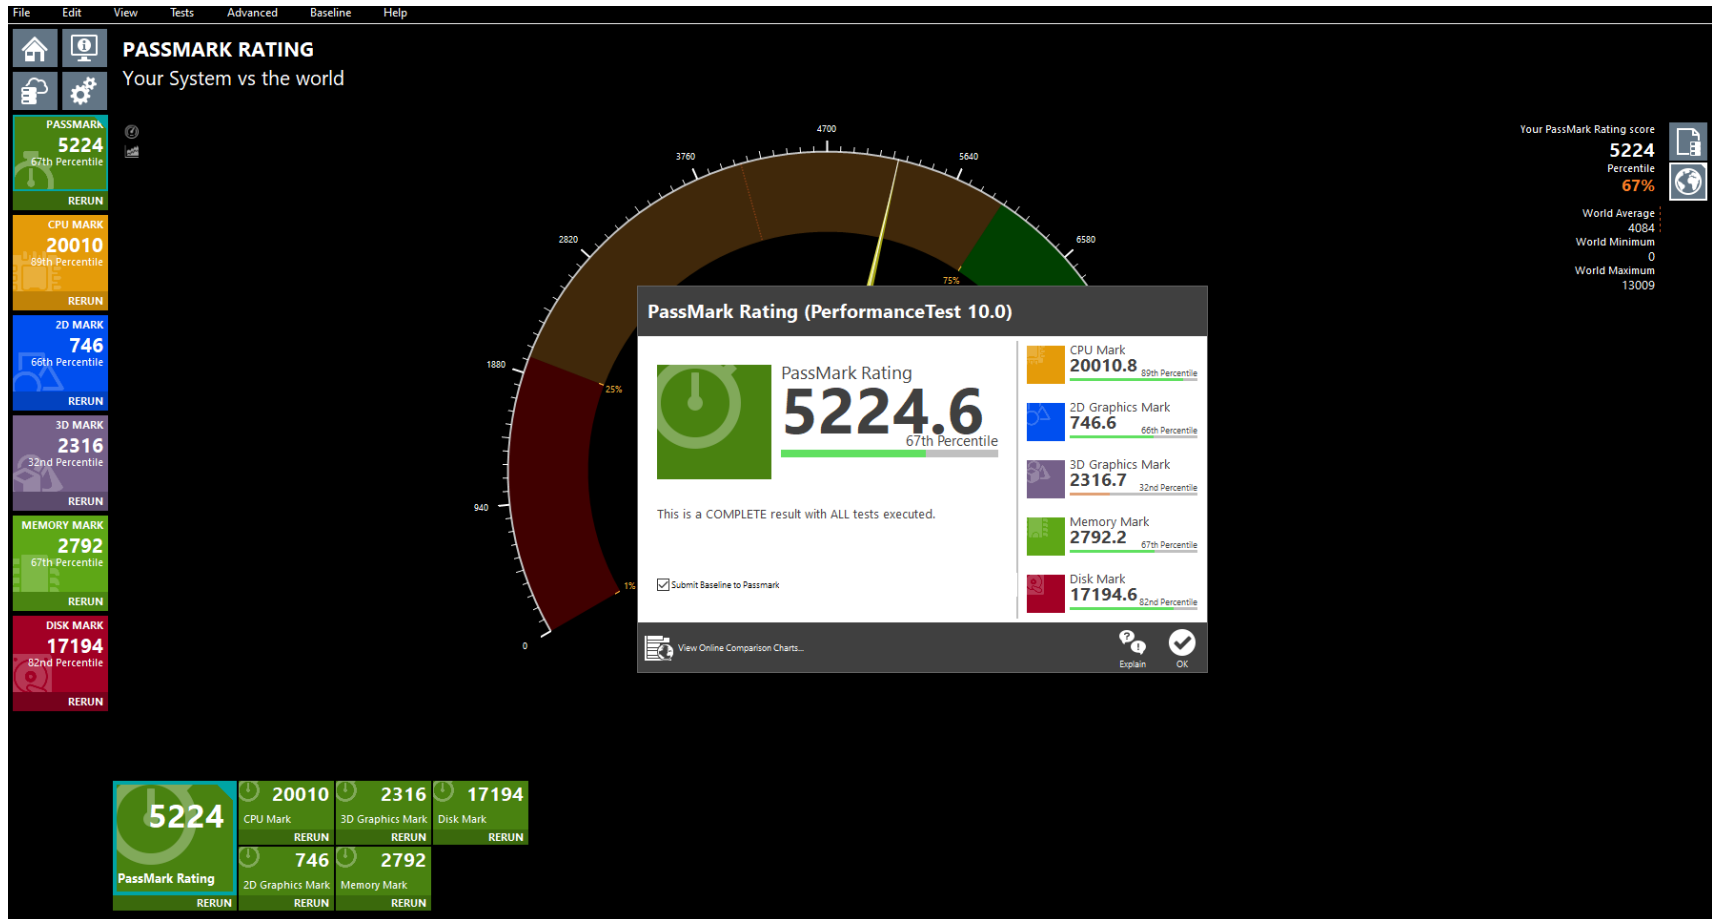 File Edit View Tests Advanced Baseline Help
PASSMARK RATING
Your System vs the world
PASSMARK
5224
67th Percentile
RERUN
CPU MARK
20010
89th Percentile
RERUN
2D MARK
746
66th Percentile
RERUN
3D MARK
2316
32nd Percentile
RERUN
MEMORY MARK
2792
67th Percentile
RERUN
DISK MARK
17194
82nd Percentile
RERUN
0
940
1880
2820
3760
4700
5640
6580
1%
25%
75%
Your PassMark Rating score
5224
Percentile
67%
World Average
4084
World Minimum
0
World Maximum
13009
PassMark Rating (PerformanceTest 10.0)
PassMark Rating
5224.6
67th Percentile
This is a COMPLETE result with ALL tests executed.
Submit Baseline to Passmark
CPU Mark
20010.8 89th Percentile
2D Graphics Mark
746.6 66th Percentile
3D Graphics Mark
2316.7 32nd Percentile
Memory Mark
2792.2 67th Percentile
Disk Mark
17194.6 82nd Percentile
View Online Comparison Charts...
Explain
OK
5224
PassMark Rating
RERUN
20010
CPU Mark
RERUN
2316
3D Graphics Mark
RERUN
17194
Disk Mark
RERUN
746
2D Graphics Mark
RERUN
2792
Memory Mark
RERUN